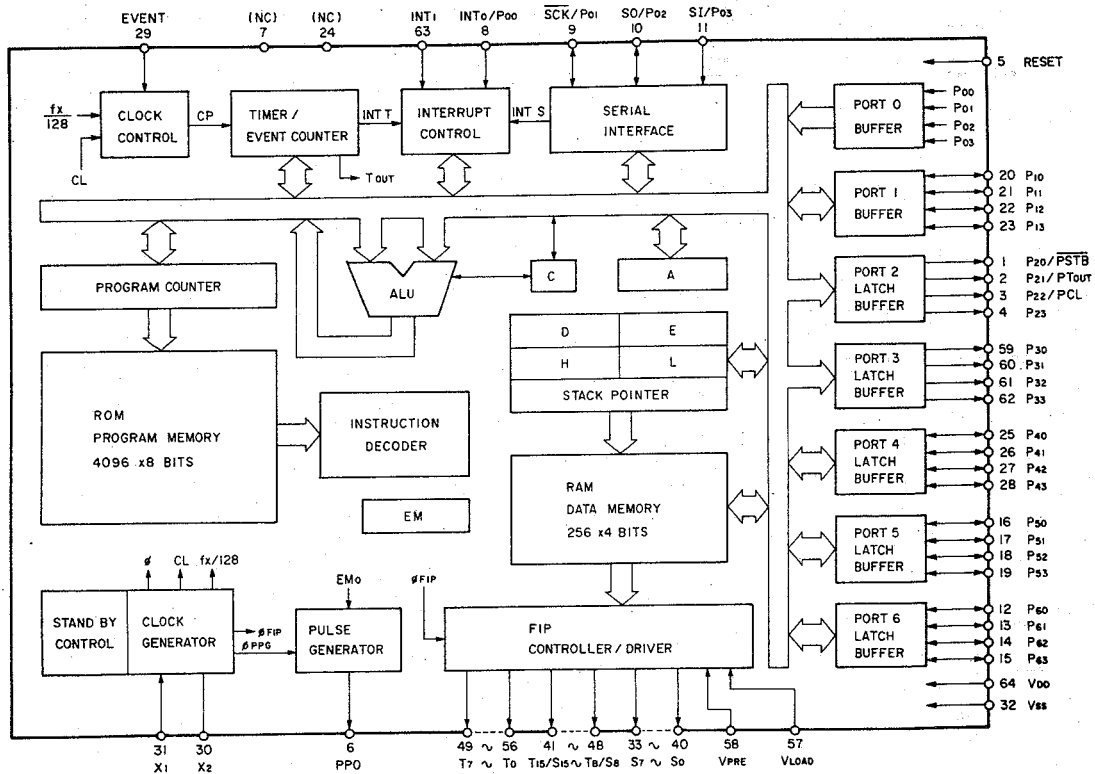 EVENT (NC) (NC) INT1 INT0/P00 SCK/P01 SO/P02 SI/P03
29 7 24 63 8 9 10 11
5 RESET
fx/128
CLOCK CONTROL
CP
TIMER / EVENT COUNTER
INT T
INTERRUPT CONTROL
INT S
SERIAL INTERFACE
CL
TOUT
PORT 0 BUFFER
P00
P01
P02
P03
PORT 1 BUFFER
20 P10
21 P11
22 P12
23 P13
PROGRAM COUNTER
ALU
C
A
PORT 2 LATCH BUFFER
1 P20/PSTB
2 P21/PTOUT
3 P22/PCL
4 P23
D E
H L
STACK POINTER
PORT 3 LATCH BUFFER
59 P30
60 P31
61 P32
62 P33
ROM
PROGRAM MEMORY
4096 x8 BITS
INSTRUCTION DECODER
EM
RAM
DATA MEMORY
256 x4 BITS
PORT 4 LATCH BUFFER
25 P40
26 P41
27 P42
28 P43
PORT 5 LATCH BUFFER
16 P50
17 P51
18 P52
19 P53
Ø CL fx/128
STAND BY CONTROL
CLOCK GENERATOR
ØFIP
ØPPG
EM0
PULSE GENERATOR
ØFIP
FIP
CONTROLLER / DRIVER
PORT 6 LATCH BUFFER
12 P60
13 P61
14 P62
15 P63
64 VDD
32 VSS
31 30 6 49 ~ 56 41 ~ 48 33 ~ 40 58 57
X1 X2 PPO T7 ~ T0 T15/S15 ~ T8/S8 S7 ~ S0 VPRE VLOAD